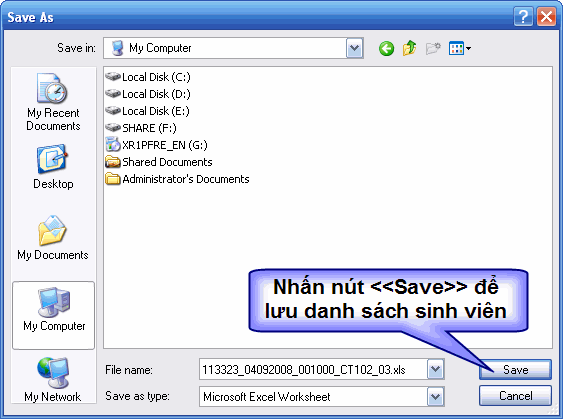 Save As
Save in:
My Computer
My Recent
Documents
Desktop
My Documents
My Computer
My Network
Local Disk (C:)
Local Disk (D:)
Local Disk (E:)
SHARE (F:)
XR1PFRE_EN (G:)
Shared Documents
Administrator's Documents
Nhấn nút <<Save>> để
lưu danh sách sinh viên
File name:
113323_04092008_001000_CT102_03.xls
Save
Save as type:
Microsoft Excel Worksheet
Cancel